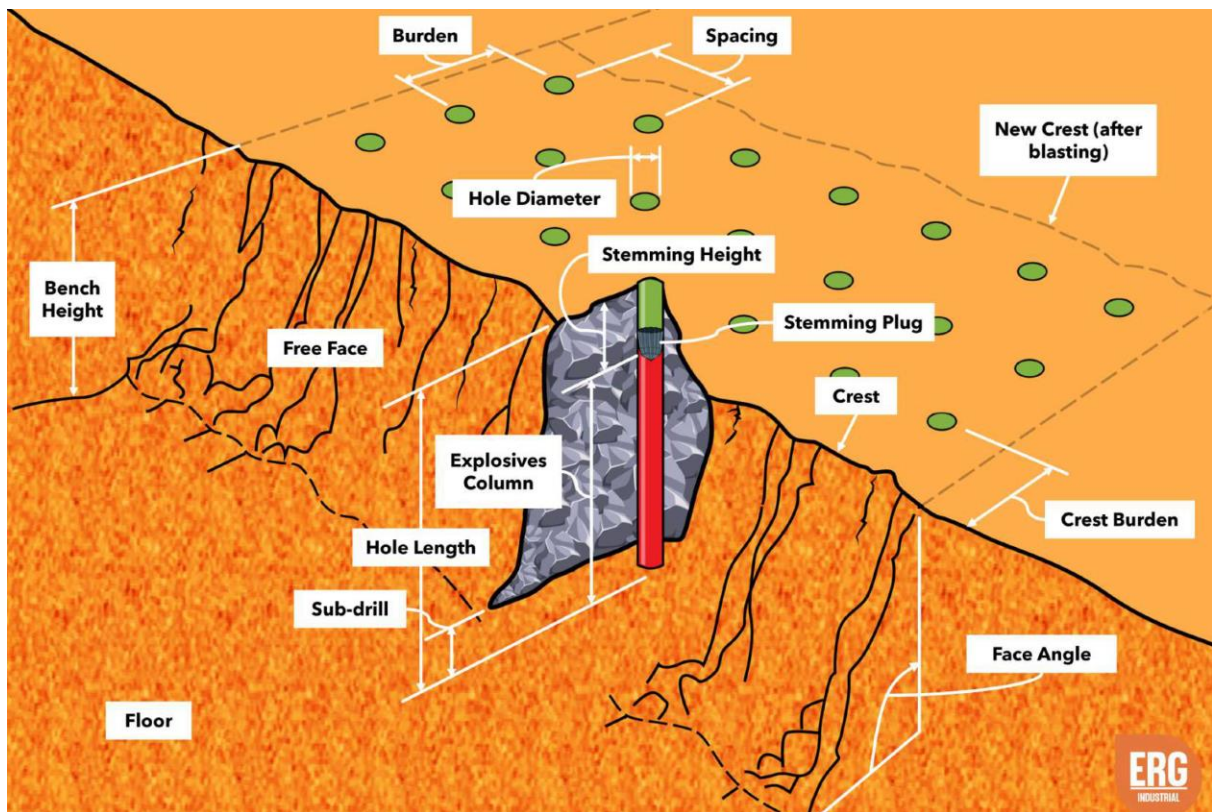 Burden
Spacing
New Crest (after
blasting)
Hole Diameter
Stemming Height
Bench
Height
Stemming Plug
Free Face
Crest
Explosives
Column
Crest Burden
Hole Length
Sub-drill
Face Angle
Floor
ERG
INDUSTRIAL